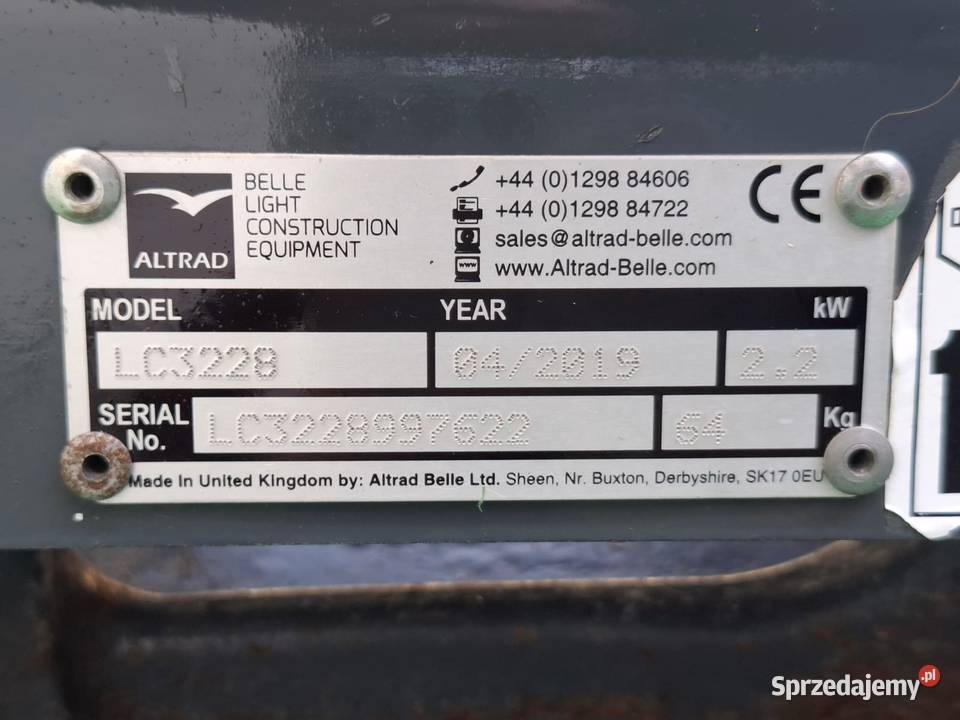 ALTRAD
BELLE
LIGHT
CONSTRUCTION
EQUIPMENT
+44 (0)1298 84606
+44 (0)1298 84722
sales@altrad-belle.com
www.Altrad-Belle.com
CE
MODEL YEAR kW
LC3228 04/2019 2.2
SERIAL No. LC3228997622 64 Kg
Made In United Kingdom by: Altrad Belle Ltd. Sheen, Nr. Buxton, Derbyshire, SK17 0EU
Sprzedajemy.pl